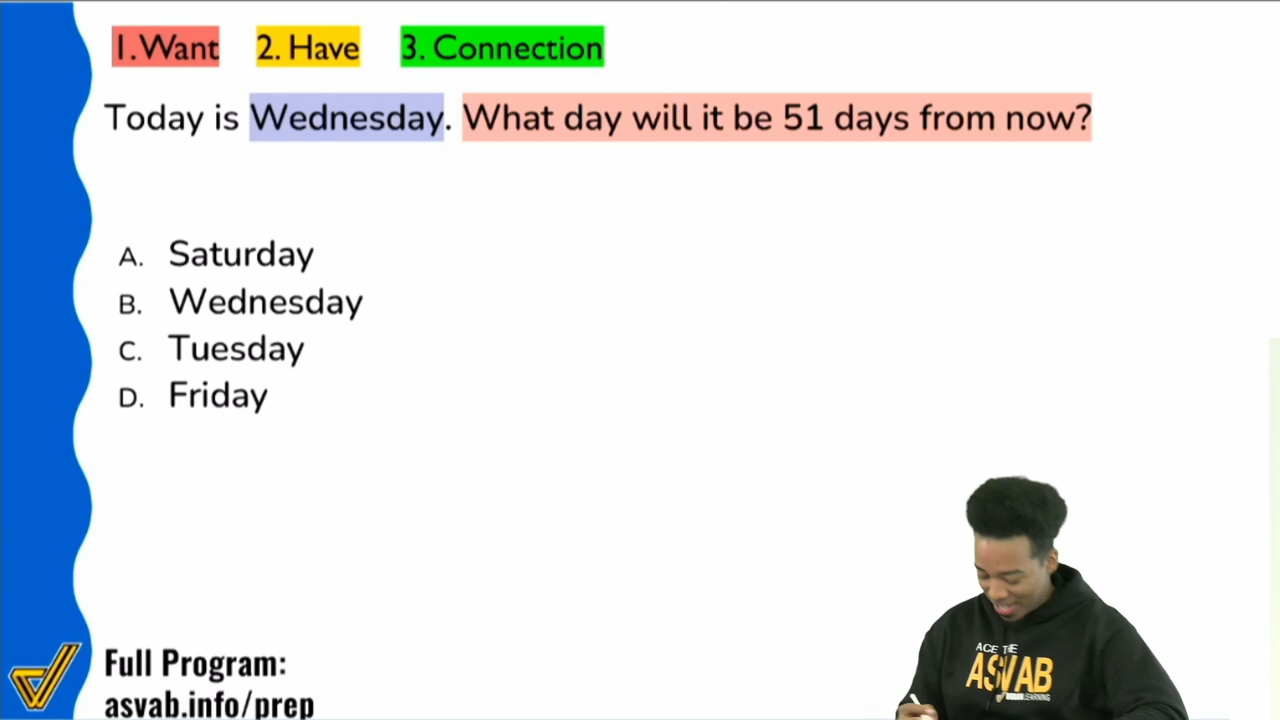 1. Want 2. Have 3. Connection
Today is Wednesday. What day will it be 51 days from now?
A. Saturday
B. Wednesday
C. Tuesday
D. Friday
Full Program:
asvab.info/prep
ACE THE
ASVAB
LEARNING